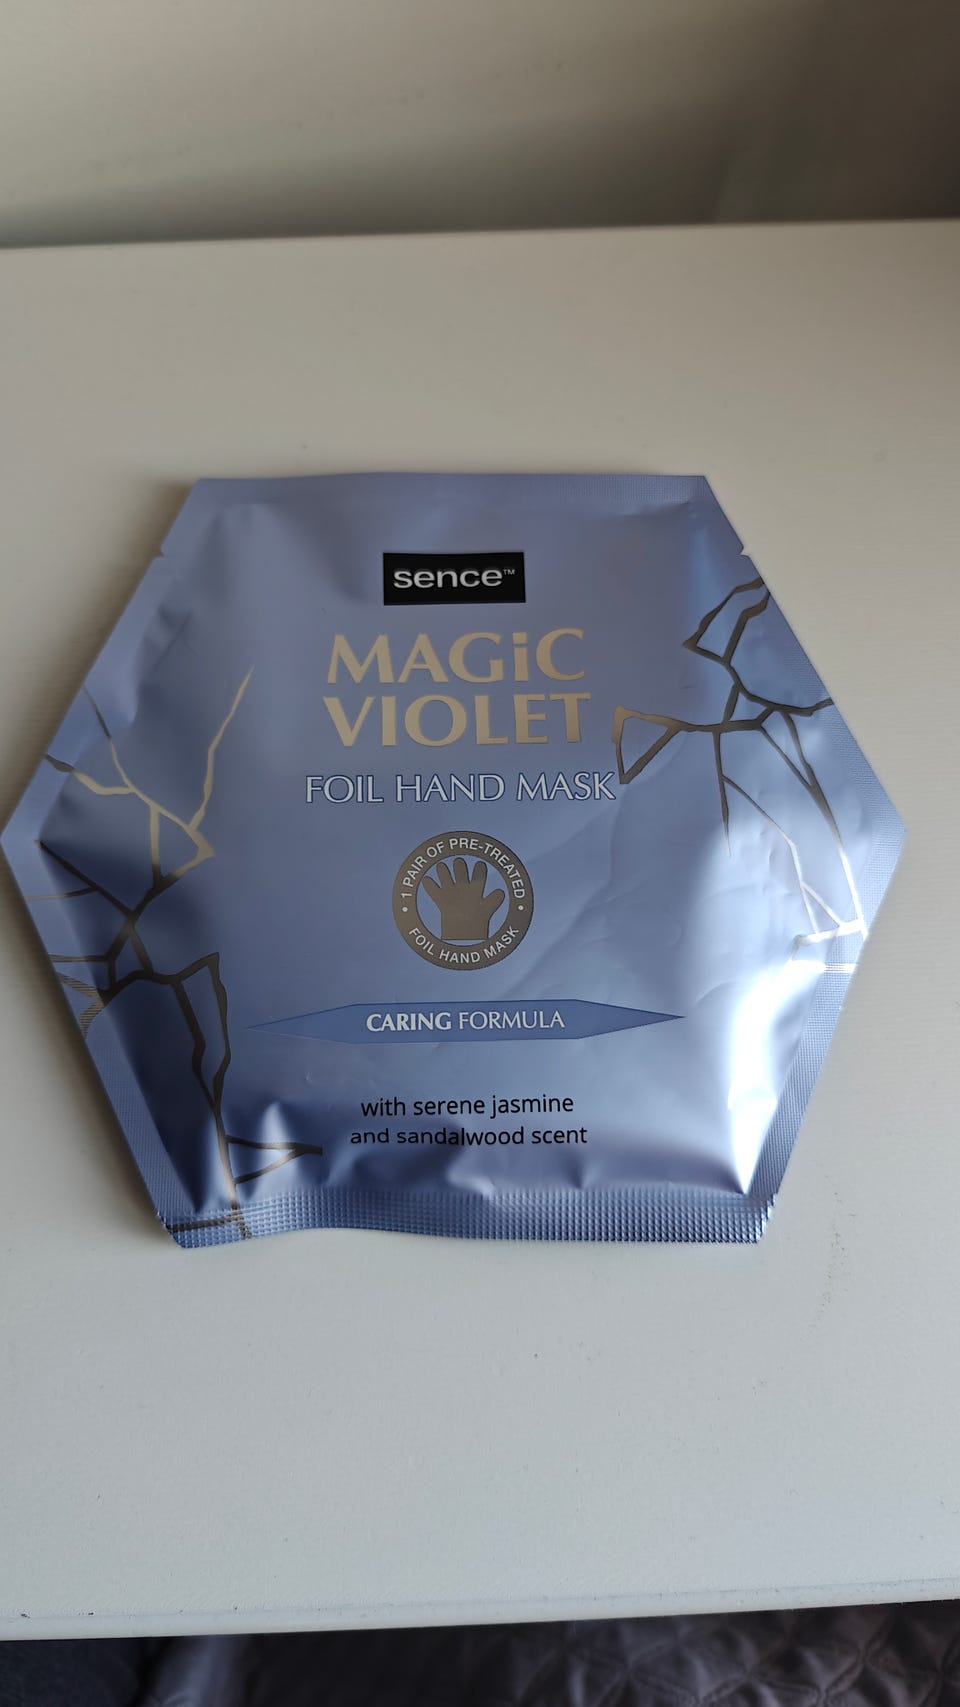 sence™
MAGiC
VIOLET
FOIL HAND MASK
• 1 PAIR OF PRE-TREATED •
FOIL HAND MASK
CARING FORMULA
with serene jasmine
and sandalwood scent